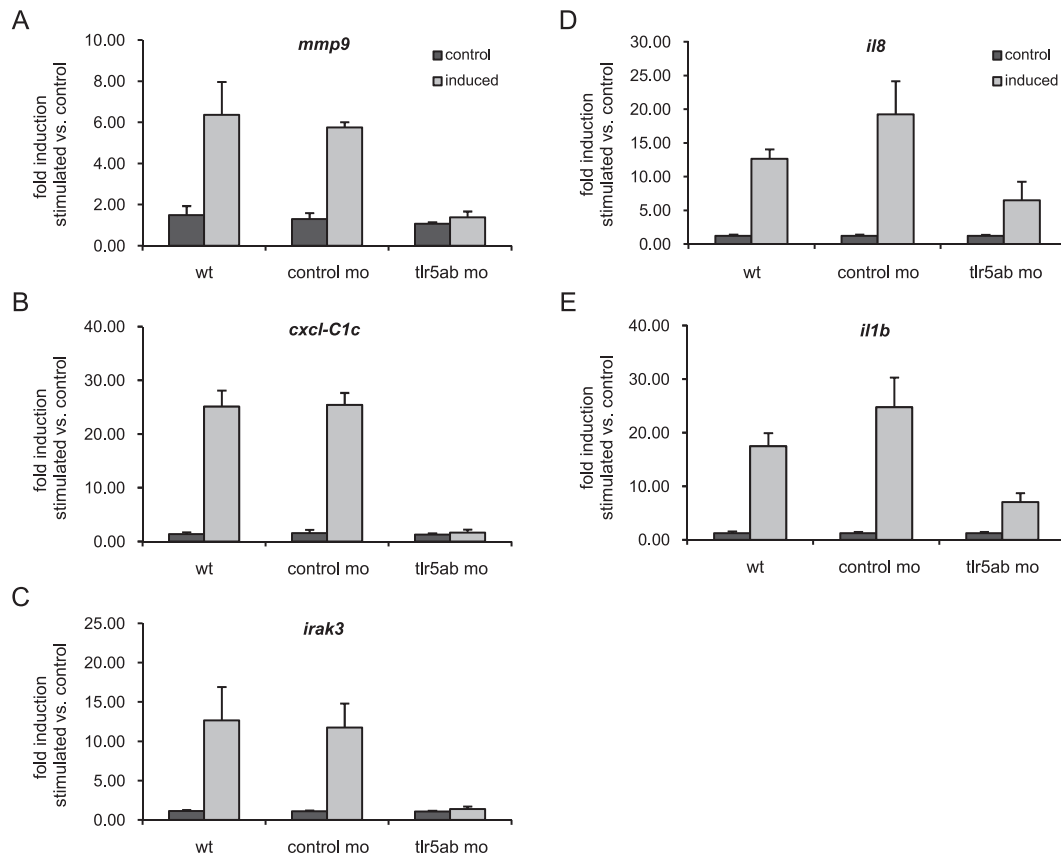 A
mmp9
control
induced
fold induction
stimulated vs. control
10.00
8.00
6.00
4.00
2.00
0.00
wt
control mo
tlr5ab mo
B
cxcl-C1c
fold induction
stimulated vs. control
40.00
30.00
20.00
10.00
0.00
wt
control mo
tlr5ab mo
C
irak3
fold induction
stimulated vs. control
25.00
20.00
15.00
10.00
5.00
0.00
wt
control mo
tlr5ab mo
D
il8
control
induced
fold induction
stimulated vs. control
30.00
25.00
20.00
15.00
10.00
5.00
0.00
wt
control mo
tlr5ab mo
E
il1b
fold induction
stimulated vs. control
40.00
30.00
20.00
10.00
0.00
wt
control mo
tlr5ab mo